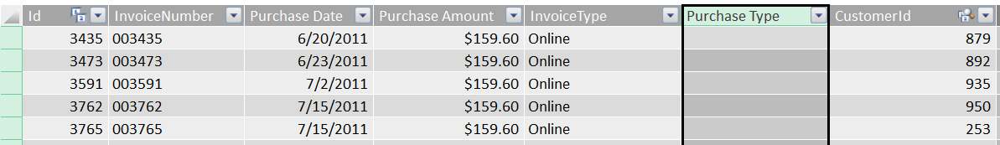 Id InvoiceNumber Purchase Date Purchase Amount InvoiceType Purchase Type CustomerId
3435 003435 6/20/2011 $159.60 Online 879
3473 003473 6/23/2011 $159.60 Online 892
3591 003591 7/2/2011 $159.60 Online 935
3762 003762 7/15/2011 $159.60 Online 950
3765 003765 7/15/2011 $159.60 Online 253